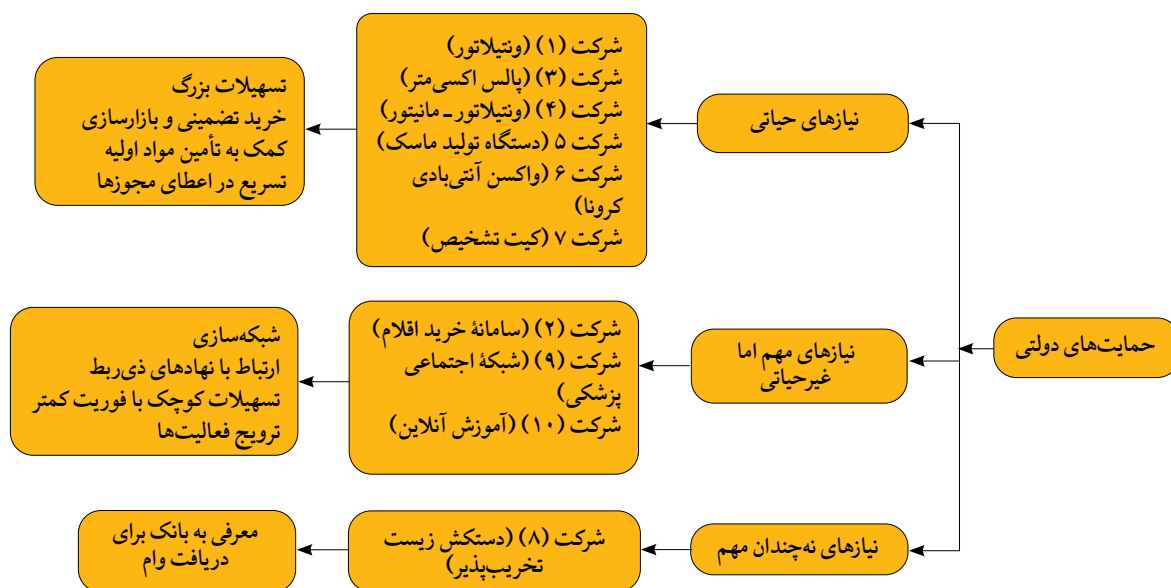 حمایت‌های دولتی
نیازهای حیاتی
شرکت (۱) (ونتیلاتور)
شرکت (۳) (پالس اکسی‌متر)
شرکت (۴) (ونتیلاتور ـ مانیتور)
شرکت ۵ (دستگاه تولید ماسک)
شرکت ۶ (واکسن آنتی‌بادی
کرونا)
شرکت ۷ (کیت تشخیص)
تسهیلات بزرگ
خرید تضمینی و بازارسازی
کمک به تأمین مواد اولیه
تسریع در اعطای مجوزها
نیازهای مهم اما
غیرحیاتی
شرکت (۲) (سامانهٔ خرید اقلام)
شرکت (۹) (شبکهٔ اجتماعی
پزشکی)
شرکت (۱۰) (آموزش آنلاین)
شبکه‌سازی
ارتباط با نهادهای ذی‌ربط
تسهیلات کوچک با فوریت کمتر
ترویج فعالیت‌ها
نیازهای نه‌چندان مهم
شرکت (۸) (دستکش زیست
تخریب‌پذیر)
معرفی به بانک برای
دریافت وام